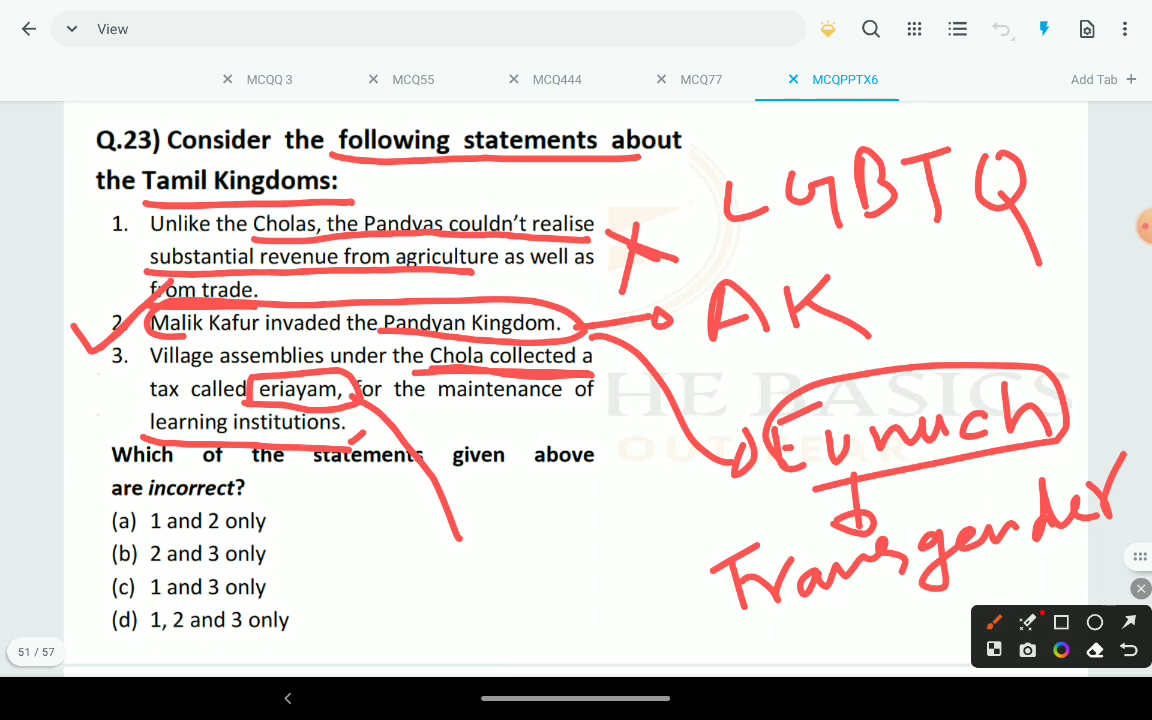 View
MCQQ 3
MCQ55
MCQ444
MCQ77
MCQPPTX6
Add Tab +
Q.23) Consider the following statements about
the Tamil Kingdoms:
1. Unlike the Cholas, the Pandyas couldn't realise
substantial revenue from agriculture as well as
from trade.
2. Malik Kafur invaded the Pandyan Kingdom.
3. Village assemblies under the Chola collected a
tax called eriayam, for the maintenance of
learning institutions.
Which of the statements given above
are incorrect?
(a) 1 and 2 only
(b) 2 and 3 only
(c) 1 and 3 only
(d) 1, 2 and 3 only
LGBTQ
AK
Eunuch
Transgender
HE BASICS
51 / 57